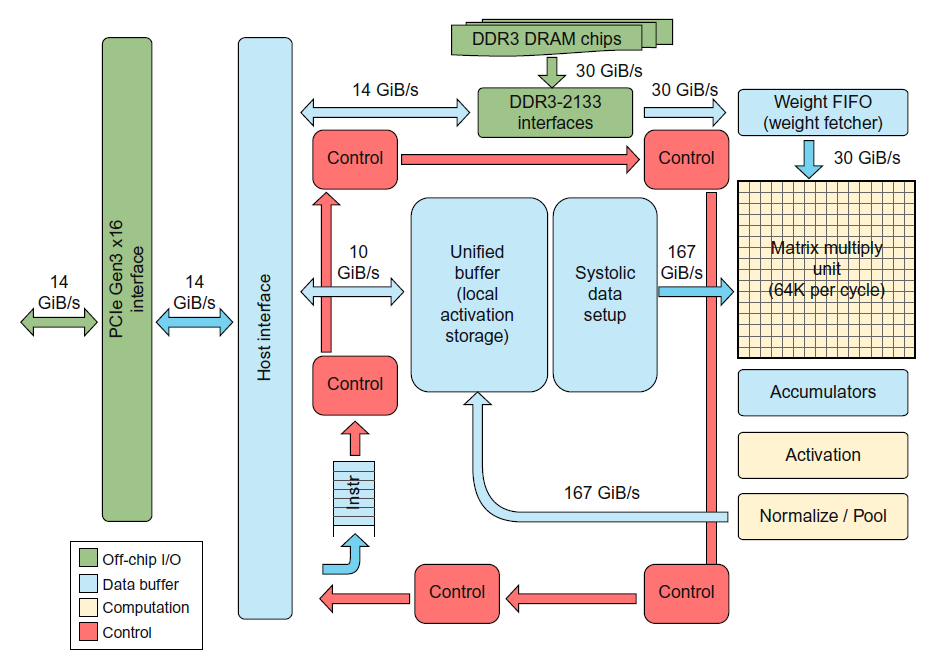 DDR3 DRAM chips
30 GiB/s
14 GiB/s
DDR3-2133
interfaces
30 GiB/s
Weight FIFO
(weight fetcher)
Control
Control
30 GiB/s
PCIe Gen3 x16
interface
Host interface
14
GiB/s
14
GiB/s
10
GiB/s
Unified
buffer
(local
activation
storage)
Systolic
data
setup
167
GiB/s
Matrix multiply
unit
(64K per cycle)
Control
Accumulators
Activation
Instr
167 GiB/s
Normalize / Pool
Off-chip I/O
Data buffer
Computation
Control
Control
Control